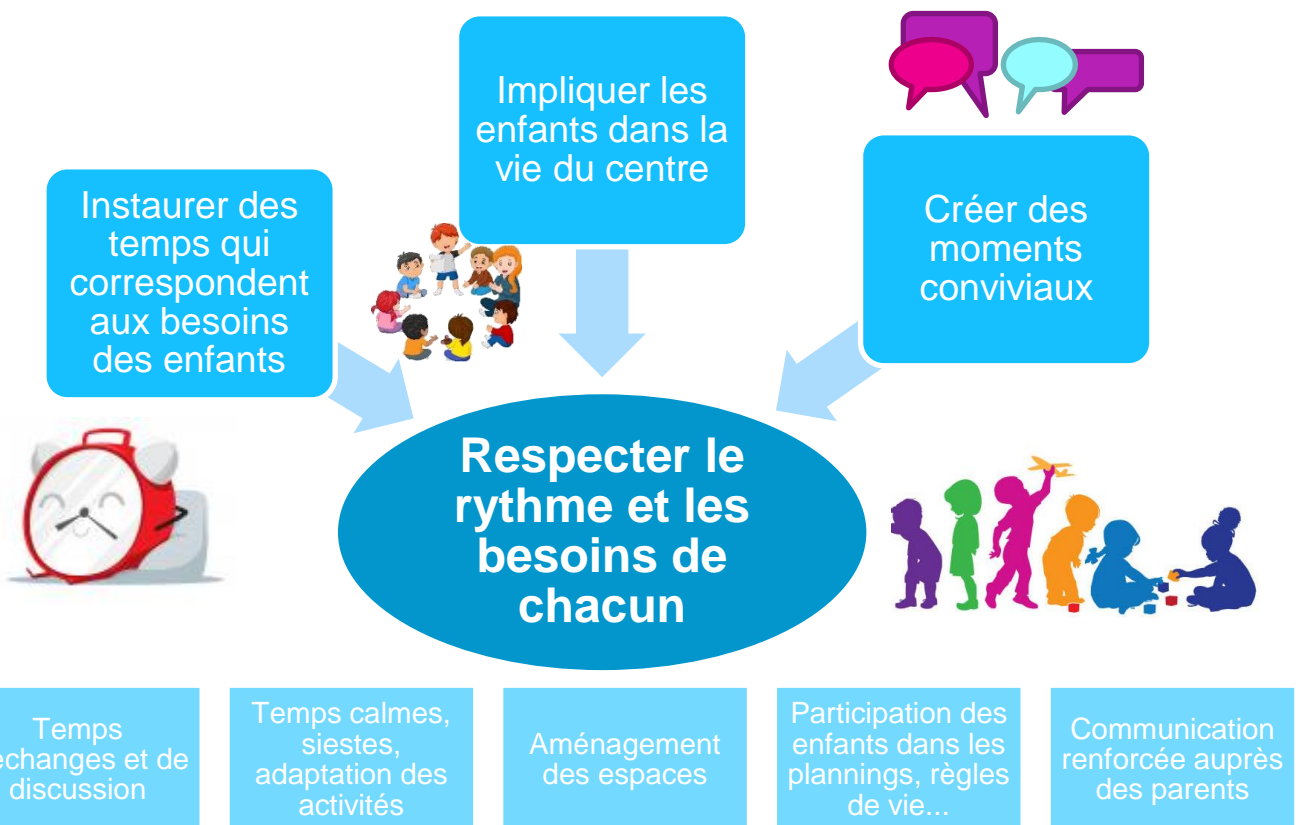 Impliquer les
enfants dans la
vie du centre
Instaurer des
temps qui
correspondent
aux besoins
des enfants
Créer des
moments
conviviaux
Respecter le
rythme et les
besoins de
chacun
Temps
échanges et de
discussion
Temps calmes,
siestes,
adaptation des
activités
Aménagement
des espaces
Participation des
enfants dans les
plannings, règles
de vie...
Communication
renforcée auprès
des parents